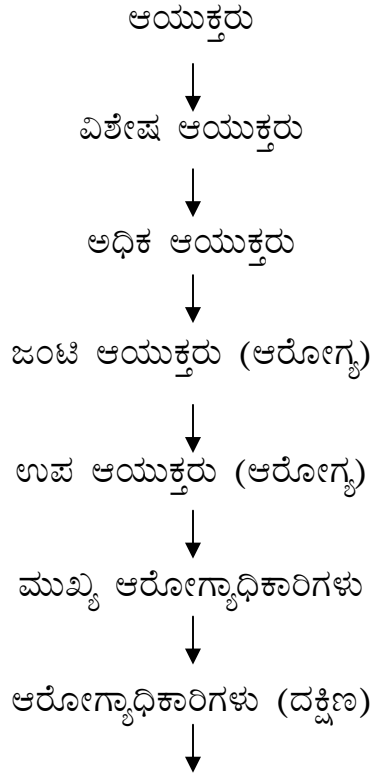 ಆಯುಕ್ತರು
ವಿಶೇಷ ಆಯುಕ್ತರು
ಅಧಿಕ ಆಯುಕ್ತರು
ಜಂಟಿ ಆಯುಕ್ತರು (ಆರೋಗ್ಯ)
ಉಪ ಆಯುಕ್ತರು (ಆರೋಗ್ಯ)
ಮುಖ್ಯ ಆರೋಗ್ಯಾಧಿಕಾರಿಗಳು
ಆರೋಗ್ಯಾಧಿಕಾರಿಗಳು (ದಕ್ಷಿಣ)